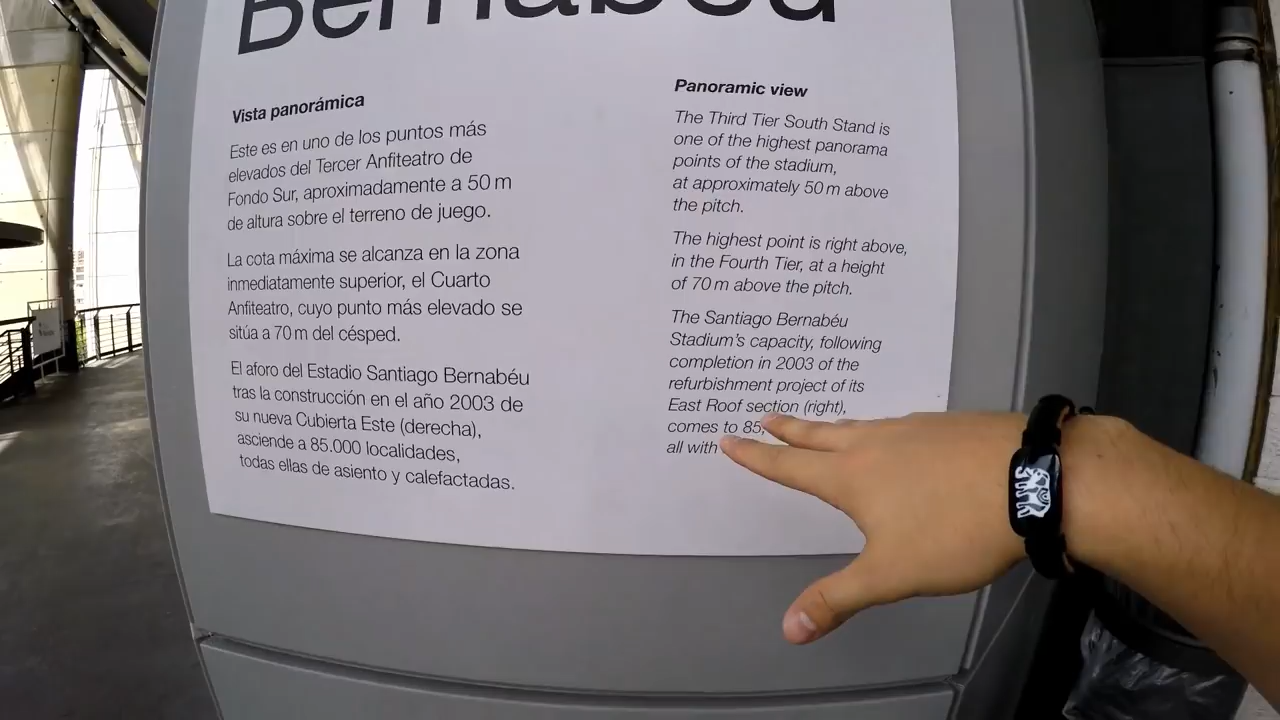 Bernabéu
Vista panorámica
Este es en uno de los puntos más
elevados del Tercer Anfiteatro de
Fondo Sur, aproximadamente a 50 m
de altura sobre el terreno de juego.
La cota máxima se alcanza en la zona
inmediatamente superior, el Cuarto
Anfiteatro, cuyo punto más elevado se
sitúa a 70 m del césped.
El aforo del Estadio Santiago Bernabéu
tras la construcción en el año 2003 de
su nueva Cubierta Este (derecha),
asciende a 85.000 localidades,
todas ellas de asiento y calefactadas.
Panoramic view
The Third Tier South Stand is
one of the highest panorama
points of the stadium,
at approximately 50 m above
the pitch.
The highest point is right above,
in the Fourth Tier, at a height
of 70 m above the pitch.
The Santiago Bernabéu
Stadium's capacity, following
completion in 2003 of the
refurbishment project of its
East Roof section (right),
comes to 85,
all with